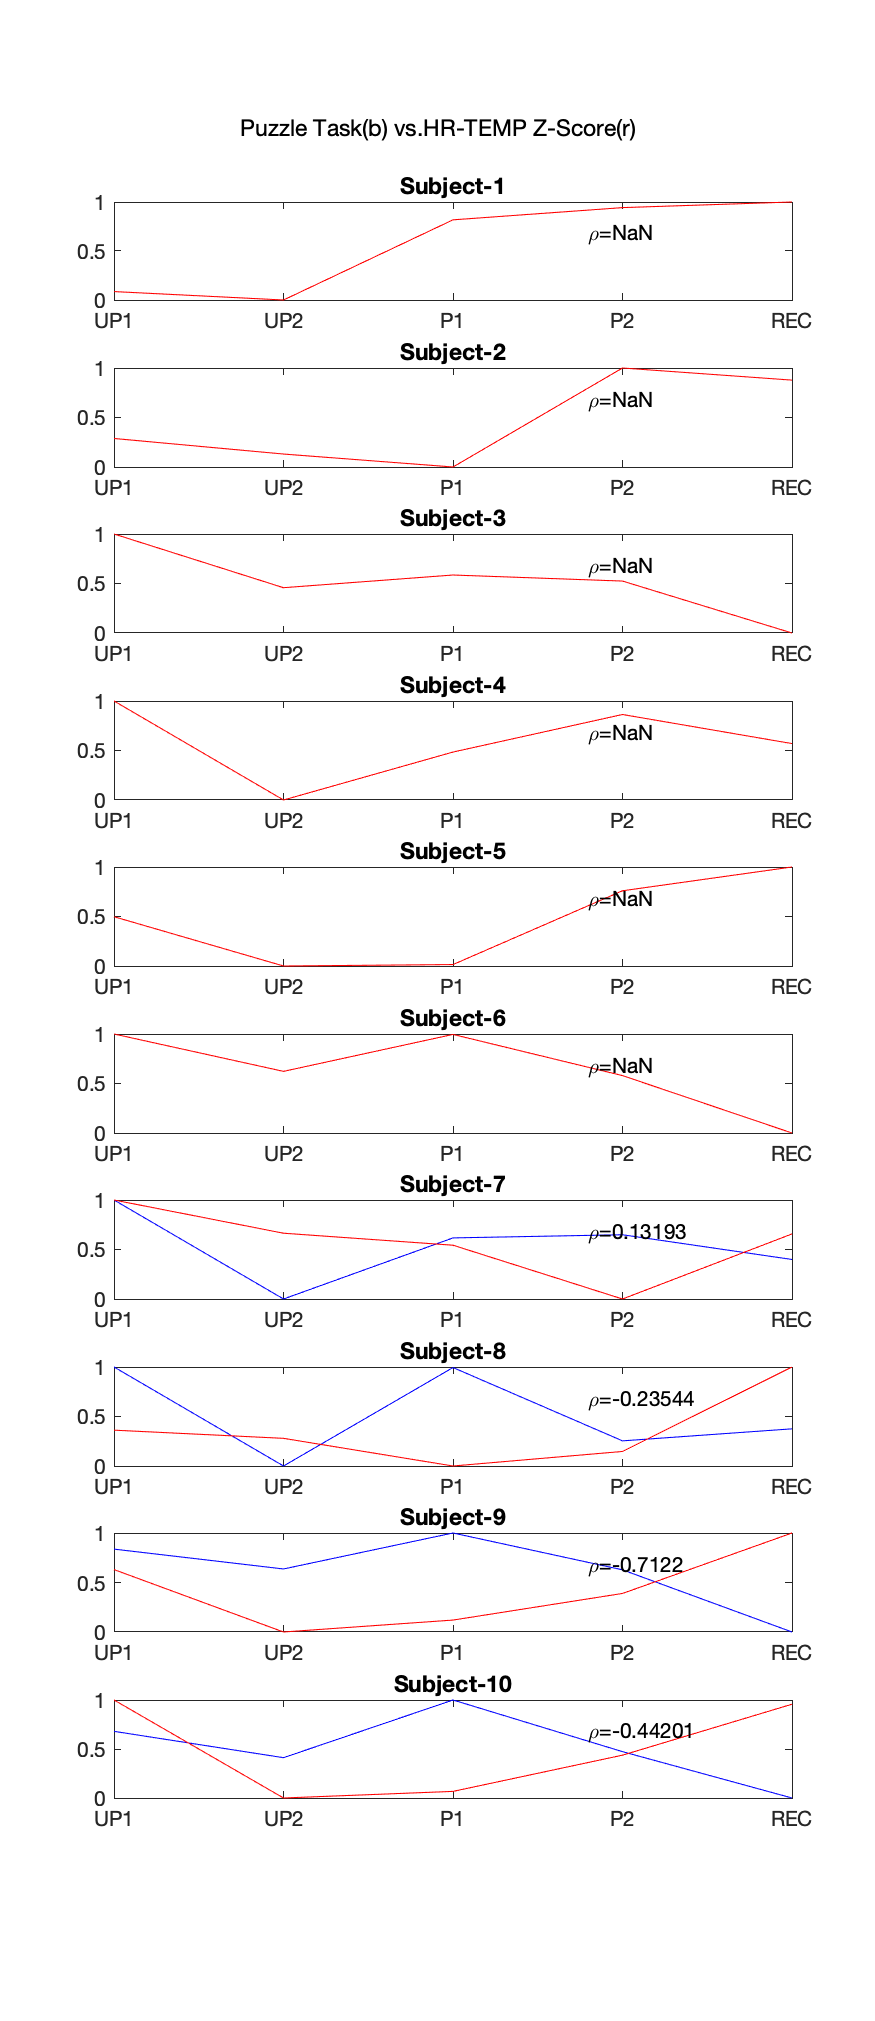 Puzzle Task(b) vs.HR-TEMP Z-Score(r)
Subject-1
1
0.5
0
ρ=NaN
UP1 UP2 P1 P2 REC
Subject-2
1
0.5
0
ρ=NaN
UP1 UP2 P1 P2 REC
Subject-3
1
0.5
0
ρ=NaN
UP1 UP2 P1 P2 REC
Subject-4
1
0.5
0
ρ=NaN
UP1 UP2 P1 P2 REC
Subject-5
1
0.5
0
ρ=NaN
UP1 UP2 P1 P2 REC
Subject-6
1
0.5
0
ρ=NaN
UP1 UP2 P1 P2 REC
Subject-7
1
0.5
0
ρ=0.13193
UP1 UP2 P1 P2 REC
Subject-8
1
0.5
0
ρ=-0.23544
UP1 UP2 P1 P2 REC
Subject-9
1
0.5
0
ρ=-0.7122
UP1 UP2 P1 P2 REC
Subject-10
1
0.5
0
ρ=-0.44201
UP1 UP2 P1 P2 REC